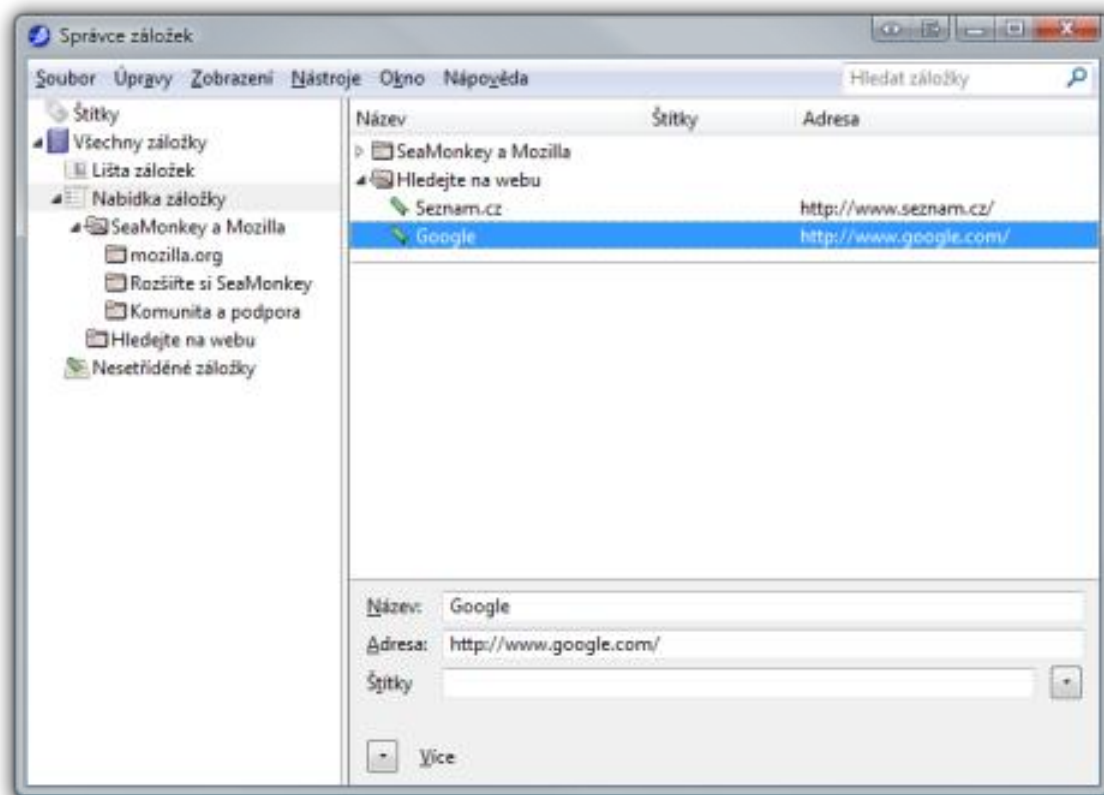 Správce záložek
Soubor Úpravy Zobrazení Nástroje Okno Nápověda Hledat záložky
Štítky
Všechny záložky
Lišta záložek
Nabídka záložky
SeaMonkey a Mozilla
mozilla.org
Rozšiřte si SeaMonkey
Komunita a podpora
Hledejte na webu
Nesetříděné záložky
Název Štítky Adresa
SeaMonkey a Mozilla
Hledejte na webu
Seznam.cz http://www.seznam.cz/
Google http://www.google.com/
Název: Google
Adresa: http://www.google.com/
Štítky
Více